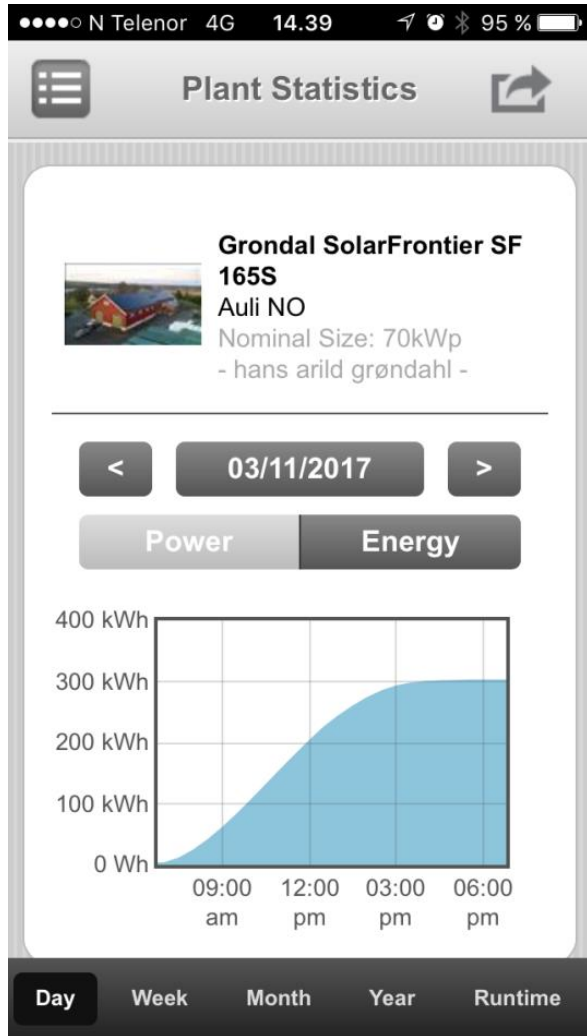 N Telenor 4G 14.39 95 %
Plant Statistics
Grondal SolarFrontier SF
165S
Auli NO
Nominal Size: 70kWp
- hans arild grøndahl -
< 03/11/2017 >
Power Energy
400 kWh
300 kWh
200 kWh
100 kWh
0 Wh
09:00 12:00 03:00 06:00
am pm pm pm
Day Week Month Year Runtime